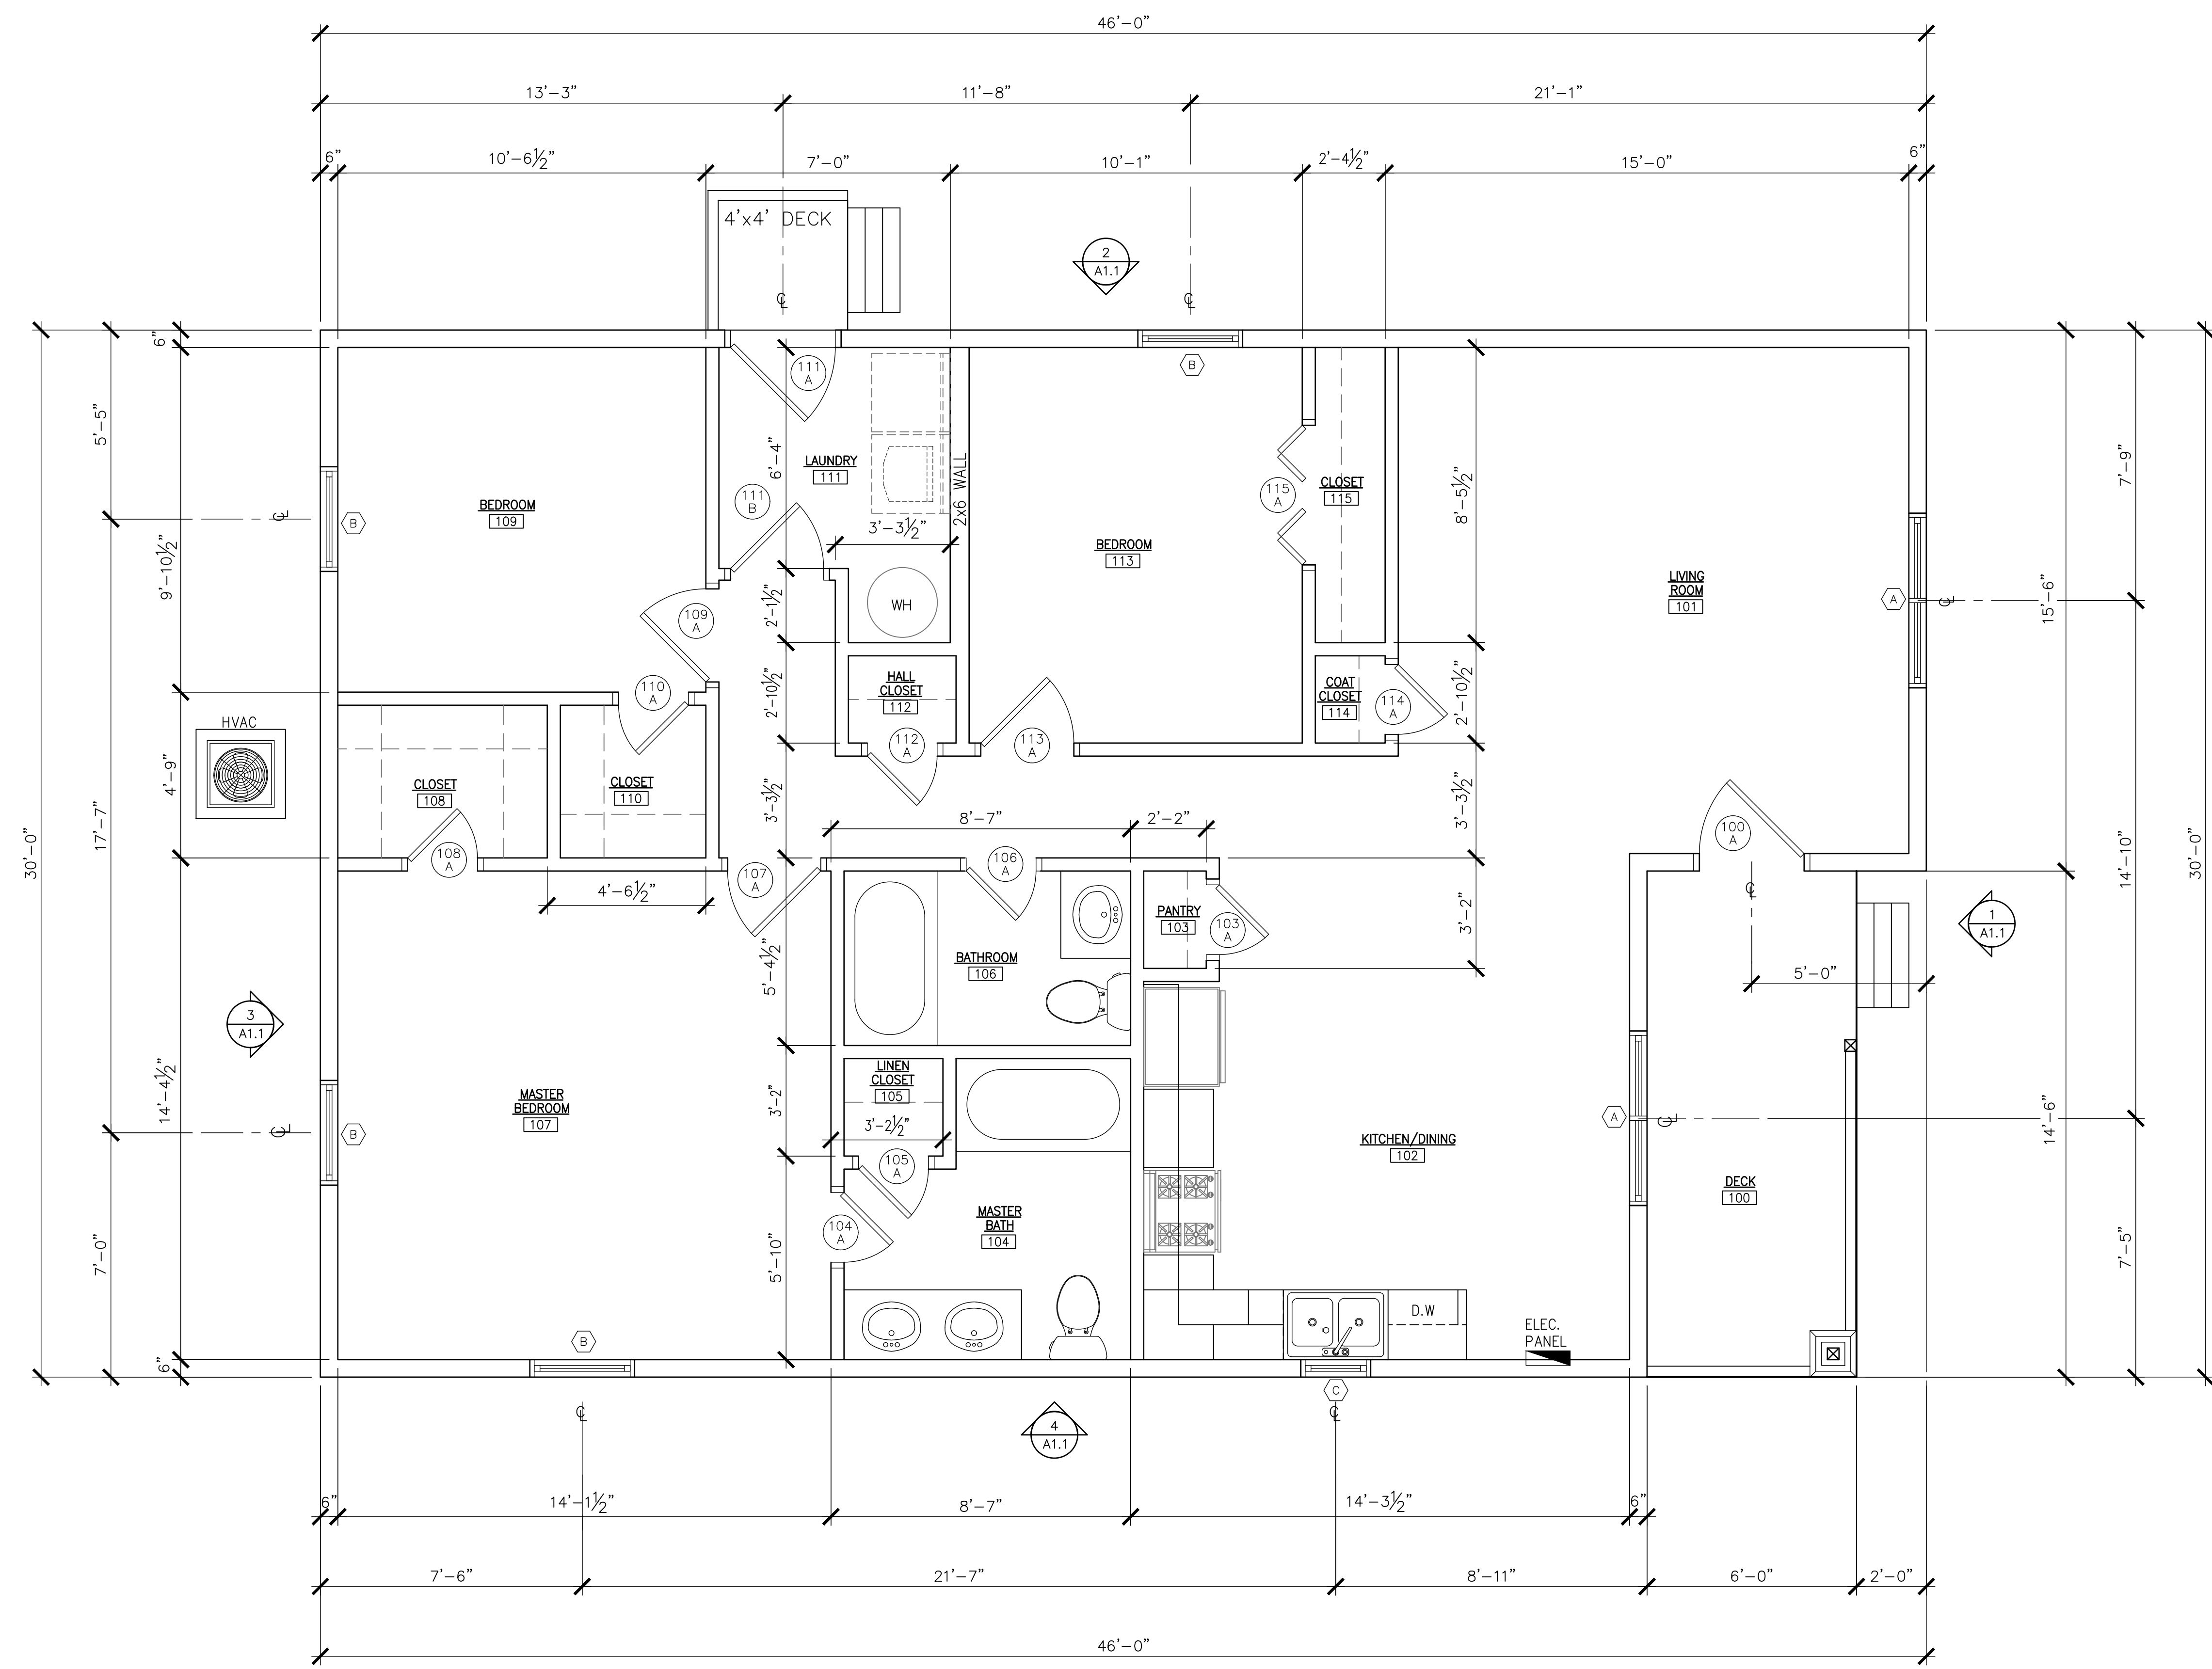 46'-0"
13'-3"
11'-8"
21'-1"
6"
10'-6½"
7'-0"
10'-1"
2'-4½"
15'-0"
6"
4'x4' DECK
2
A1.1
℄
℄
6"
111
A
B
5'-5"
6'-4"
LAUNDRY
111
2x6 WALL
115
A
CLOSET
115
8'-5½"
7'-9"
BEDROOM
109
111
B
3'-3½"
℄
B
BEDROOM
113
9'-10½"
LIVING
ROOM
101
A
℄
15'-6"
2'-1½"
WH
109
A
110
A
2'-10½"
HALL
CLOSET
112
COAT
CLOSET
114
114
A
2'-10½"
HVAC
112
A
113
A
4'-9"
CLOSET
108
CLOSET
110
3'-3½"
3'-3½"
8'-7"
2'-2"
100
A
30'-0"
17'-7"
14'-10"
30'-0"
108
A
107
A
106
A
4'-6½"
℄
PANTRY
103
103
A
3'-2"
1
A1.1
5'-4½"
BATHROOM
106
5'-0"
3
A1.1
14'-4½"
MASTER
BEDROOM
107
LINEN
CLOSET
105
3'-2"
3'-2½"
℄
B
KITCHEN/DINING
102
A
℄
14'-6"
105
A
DECK
100
MASTER
BATH
104
104
A
7'-0"
5'-10"
7'-5"
D.W
ELEC.
PANEL
B
6"
C
℄
℄
4
A1.1
6"
14'-1½"
8'-7"
14'-3½"
6"
7'-6"
21'-7"
8'-11"
6'-0"
2'-0"
46'-0"